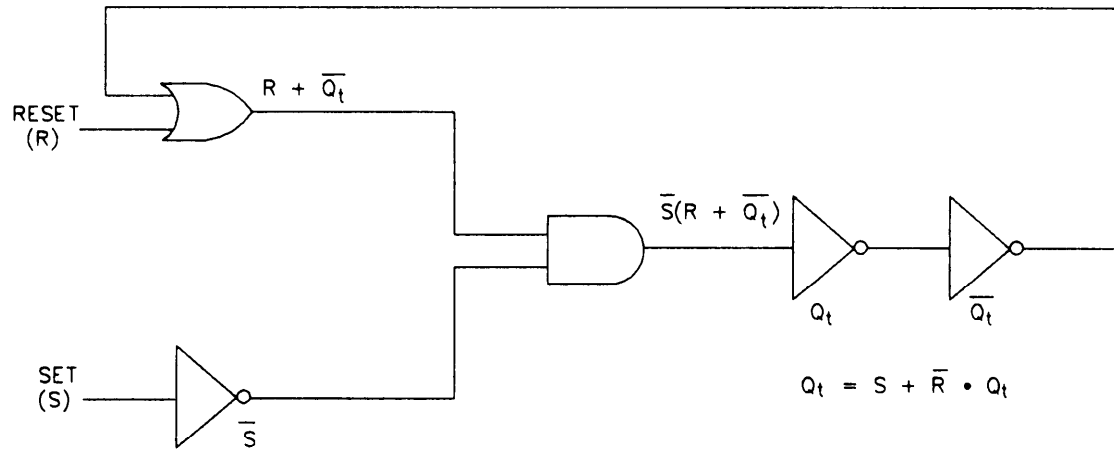 R + Q̅t
RESET
(R)
S̅(R + Q̅t)
Qt
Q̅t
SET
(S)
S̅
Qt = S + R̅ • Qt